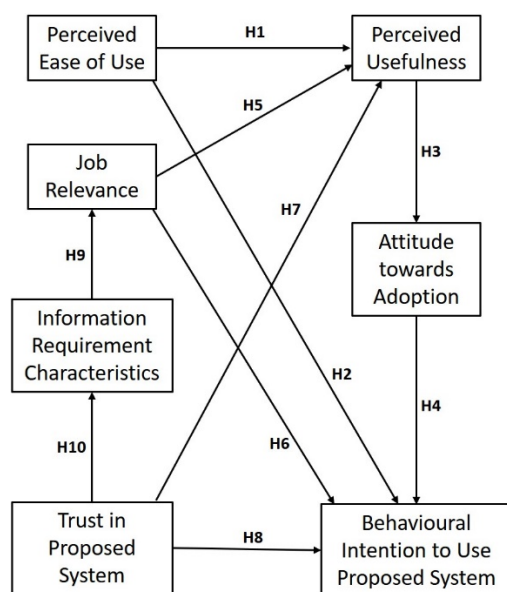 Perceived
Ease of Use
H1
Perceived
Usefulness
H5
Job
Relevance
H3
H7
Attitude
towards
Adoption
H9
Information
Requirement
Characteristics
H2
H4
H6
H10
Trust in
Proposed
System
H8
Behavioural
Intention to Use
Proposed System